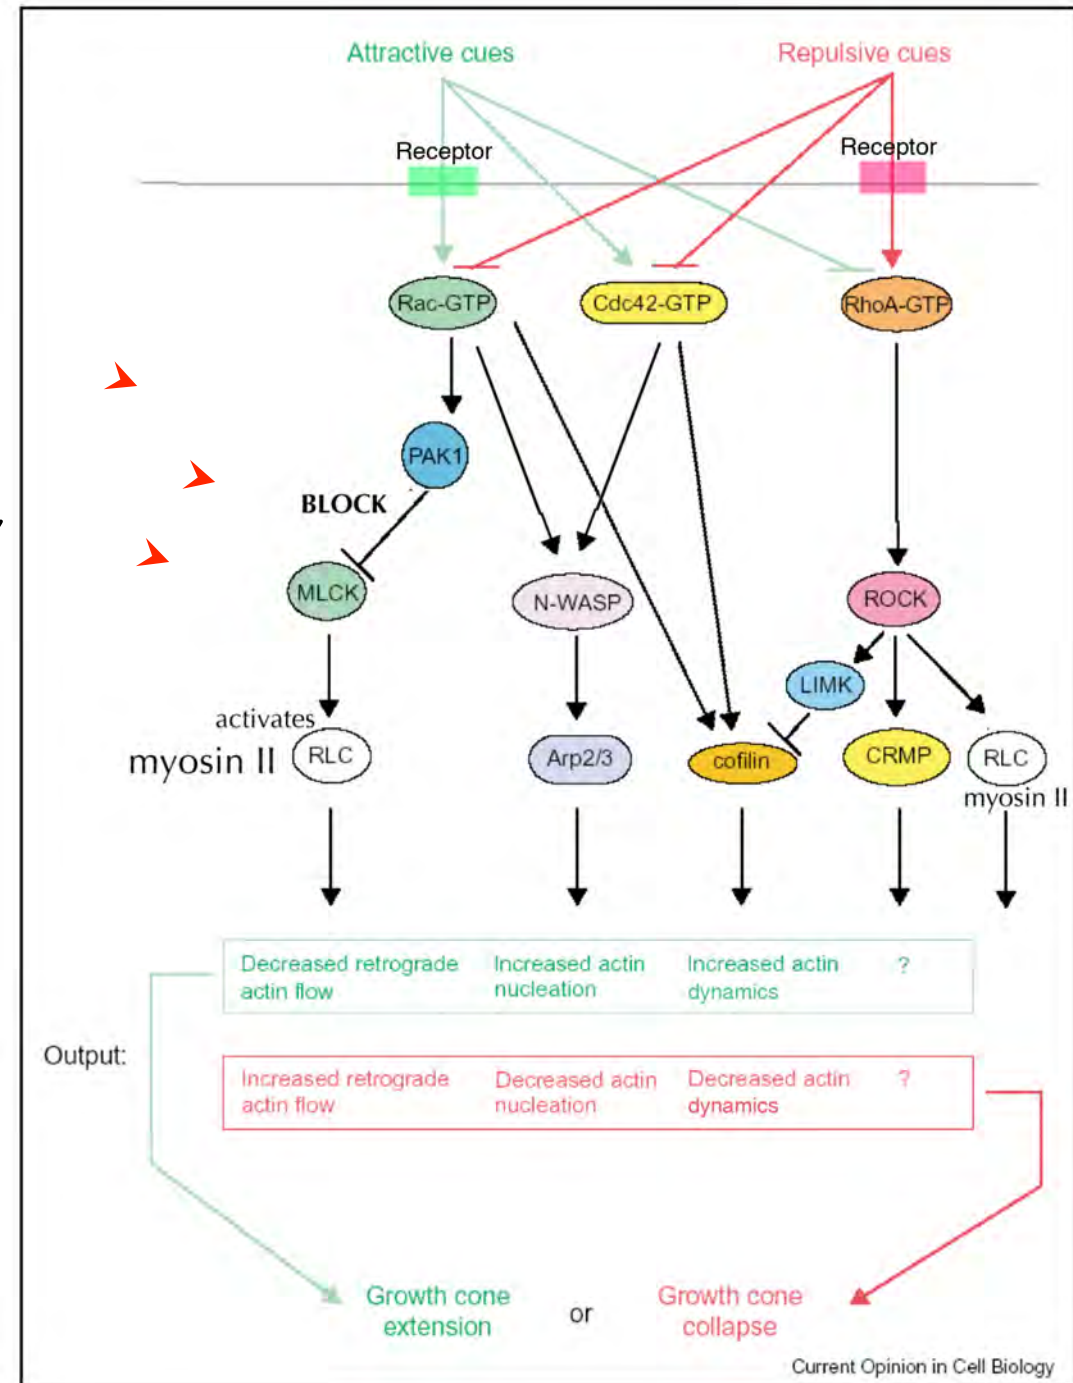 Attractive cues
Repulsive cues
Receptor
Receptor
Rac-GTP
Cdc42-GTP
RhoA-GTP
PAK1
BLOCK
MLCK
N-WASP
ROCK
LIMK
activates
myosin II
RLC
Arp2/3
cofilin
CRMP
RLC
myosin II
Decreased retrograde
actin flow
Increased actin
nucleation
Increased actin
dynamics
?
Output:
Increased retrograde
actin flow
Decreased actin
nucleation
Decreased actin
dynamics
?
Growth cone
extension
or
Growth cone
collapse
Current Opinion in Cell Biology